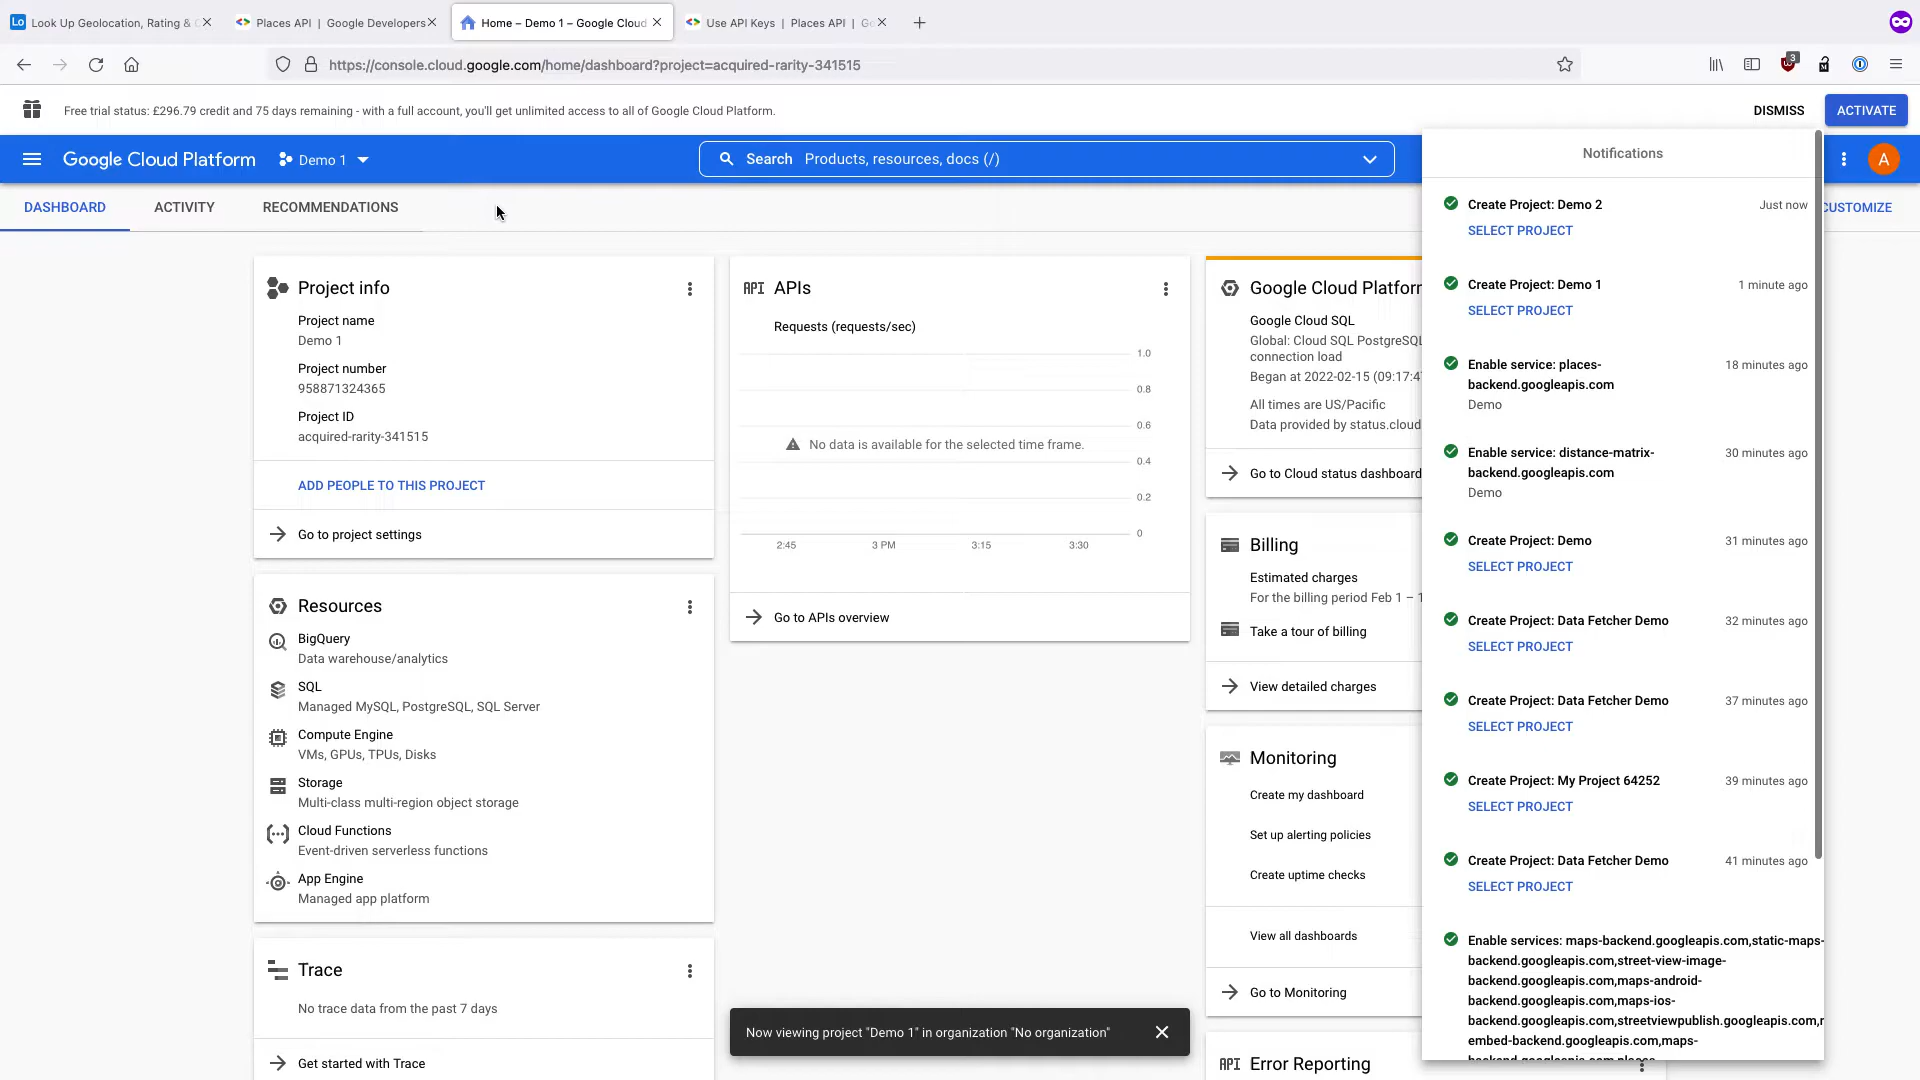 Lo Look Up Geolocation, Rating &
Places API | Google Developers
Home – Demo 1 – Google Cloud
Use API Keys | Places API | Go
https://console.cloud.google.com/home/dashboard?project=acquired-rarity-341515
3
Free trial status: £296.79 credit and 75 days remaining - with a full account, you'll get unlimited access to all of Google Cloud Platform.
DISMISS
ACTIVATE
Google Cloud Platform
Demo 1
Search Products, resources, docs (/)
A
DASHBOARD
ACTIVITY
RECOMMENDATIONS
CUSTOMIZE
Project info
Project name
Demo 1
Project number
958871324365
Project ID
acquired-rarity-341515
ADD PEOPLE TO THIS PROJECT
Go to project settings
Resources
BigQuery
Data warehouse/analytics
SQL
Managed MySQL, PostgreSQL, SQL Server
Compute Engine
VMs, GPUs, TPUs, Disks
Storage
Multi-class multi-region object storage
Cloud Functions
Event-driven serverless functions
App Engine
Managed app platform
Trace
No trace data from the past 7 days
Get started with Trace
API APIs
Requests (requests/sec)
1.0
0.8
0.6
No data is available for the selected time frame.
0.4
0.2
0
2:45 3 PM 3:15 3:30
Go to APIs overview
Google Cloud Platform
Google Cloud SQL
Global: Cloud SQL PostgreSQL
connection load
Began at 2022-02-15 (09:17:47
All times are US/Pacific
Data provided by status.cloud
Go to Cloud status dashboard
Billing
Estimated charges
For the billing period Feb 1 – 1
Take a tour of billing
View detailed charges
Monitoring
Create my dashboard
Set up alerting policies
Create uptime checks
View all dashboards
Go to Monitoring
API Error Reporting
Now viewing project "Demo 1" in organization "No organization"
Notifications
Create Project: Demo 2
Just now
SELECT PROJECT
Create Project: Demo 1
1 minute ago
SELECT PROJECT
Enable service: places-
backend.googleapis.com
18 minutes ago
Demo
Enable service: distance-matrix-
backend.googleapis.com
30 minutes ago
Demo
Create Project: Demo
31 minutes ago
SELECT PROJECT
Create Project: Data Fetcher Demo
32 minutes ago
SELECT PROJECT
Create Project: Data Fetcher Demo
37 minutes ago
SELECT PROJECT
Create Project: My Project 64252
39 minutes ago
SELECT PROJECT
Create Project: Data Fetcher Demo
41 minutes ago
SELECT PROJECT
Enable services: maps-backend.googleapis.com,static-maps-
backend.googleapis.com,street-view-image-
backend.googleapis.com,maps-android-
backend.googleapis.com,maps-ios-
backend.googleapis.com,streetviewpublish.googleapis.com,r
embed-backend.googleapis.com,maps-
backend.googleapis.com,places-